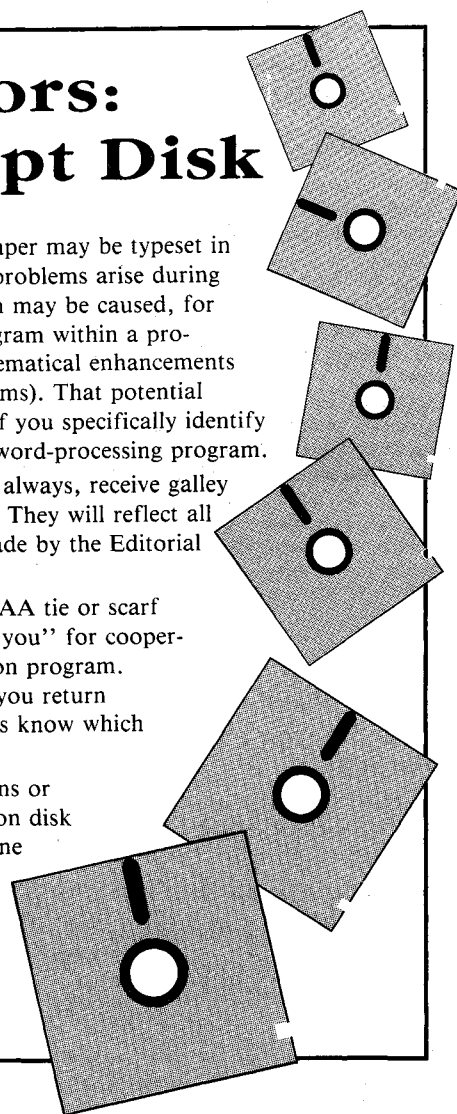 ors:
pt Disk
aper may be typeset in
problems arise during
n may be caused, for
gram within a pro-
ematical enhancements
ms). That potential
f you specifically identify
word-processing program.
always, receive galley
They will reflect all
ade by the Editorial
AA tie or scarf
you” for cooper-
on program.
you return
s know which
ns or
on disk
ne